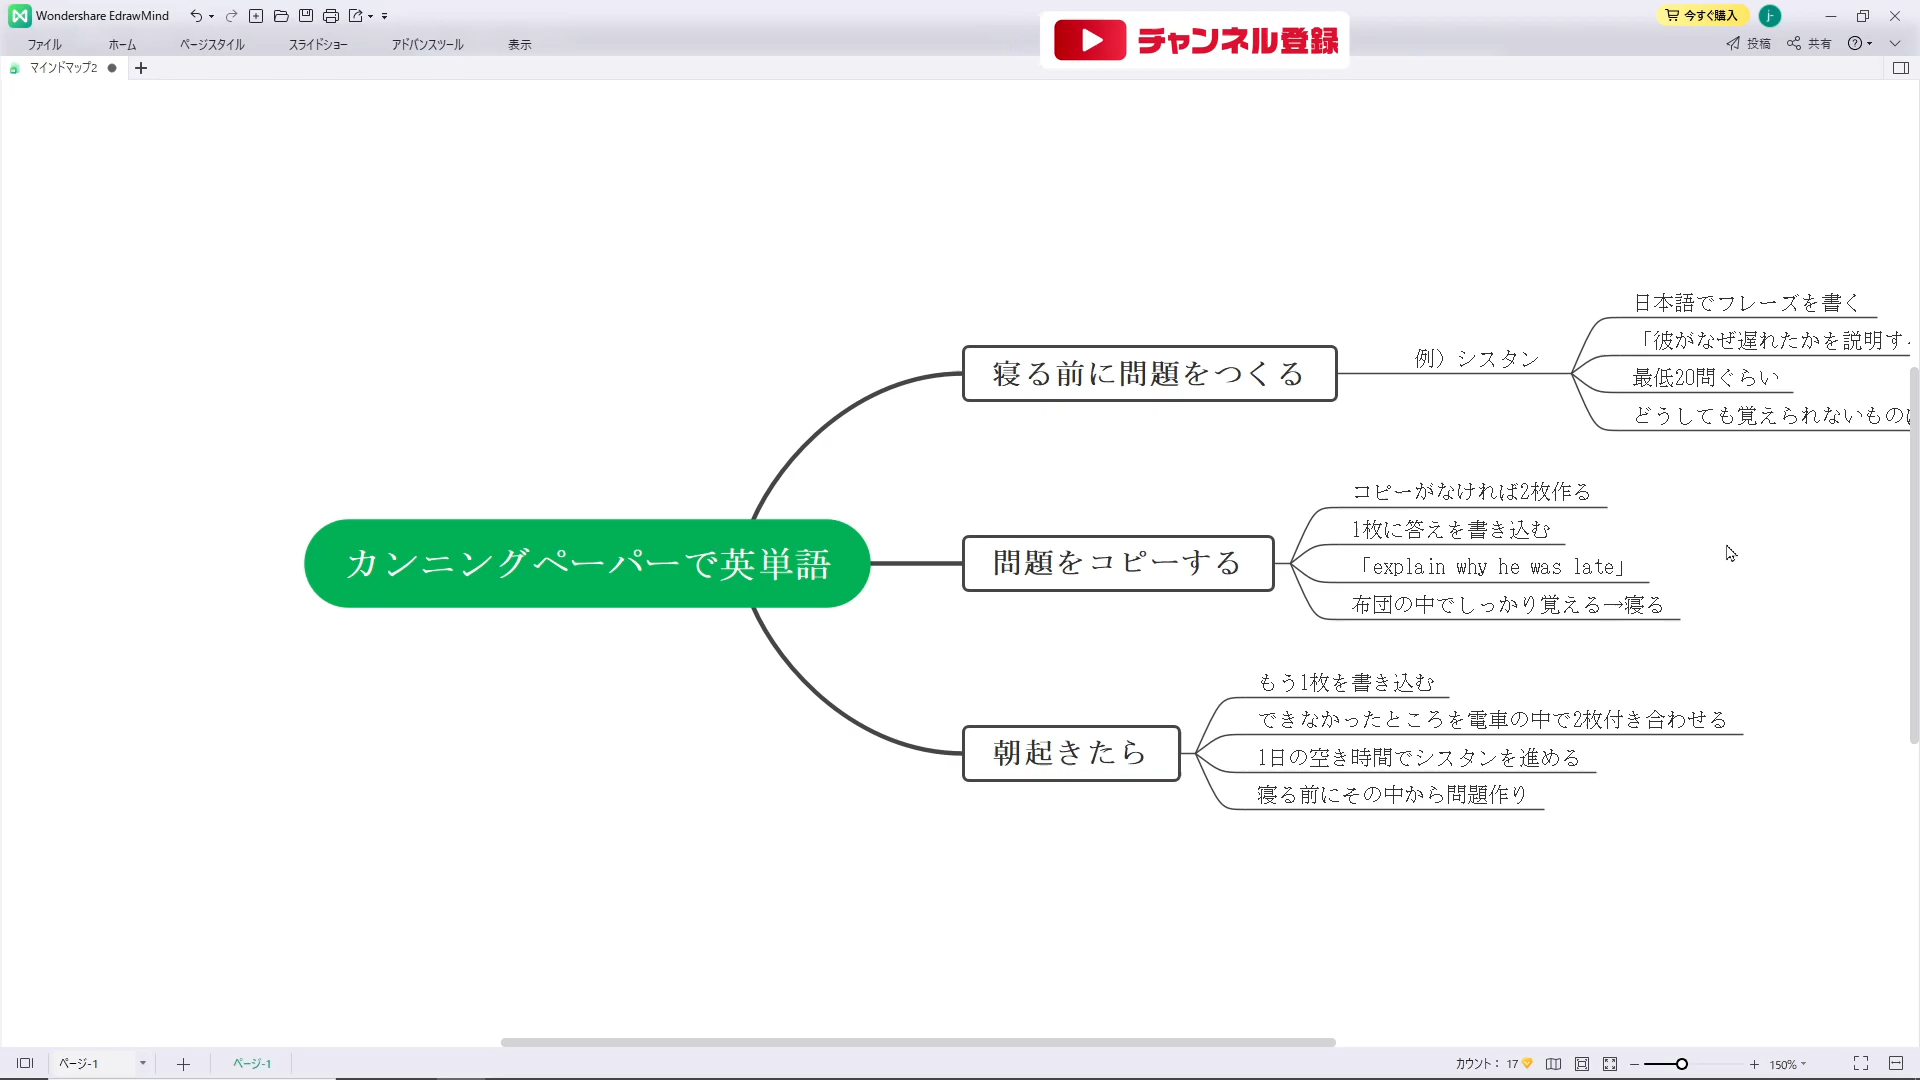 Wondershare EdrawMind
今すぐ購入
j-
ファイル ホーム ページスタイル スライドショー アドバンスツール 表示
投稿 共有
チャンネル登録
マインドマップ2
カンニングペーパーで英単語
寝る前に問題をつくる
例）シスタン
日本語でフレーズを書く
「彼がなぜ遅れたかを説明す
最低20問ぐらい
どうしても覚えられないもの
問題をコピーする
コピーがなければ2枚作る
1枚に答えを書き込む
「explain why he was late」
布団の中でしっかり覚える→寝る
朝起きたら
もう1枚を書き込む
できなかったところを電車の中で2枚付き合わせる
1日の空き時間でシスタンを進める
寝る前にその中から問題作り
ページ-1 ページ-1 カウント： 17 150%